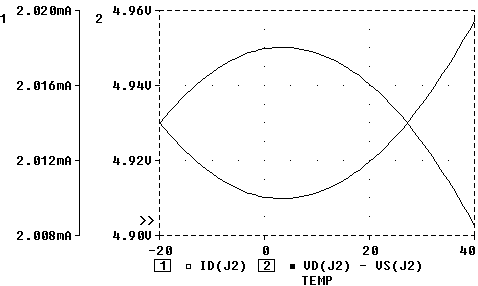 1 2.020mA 2 4.96V
2.016mA 4.94V
2.012mA 4.92V
>>
2.008mA 4.90V
-20 0 20 40
1 ID(J2) 2 VD(J2) - VS(J2)
TEMP